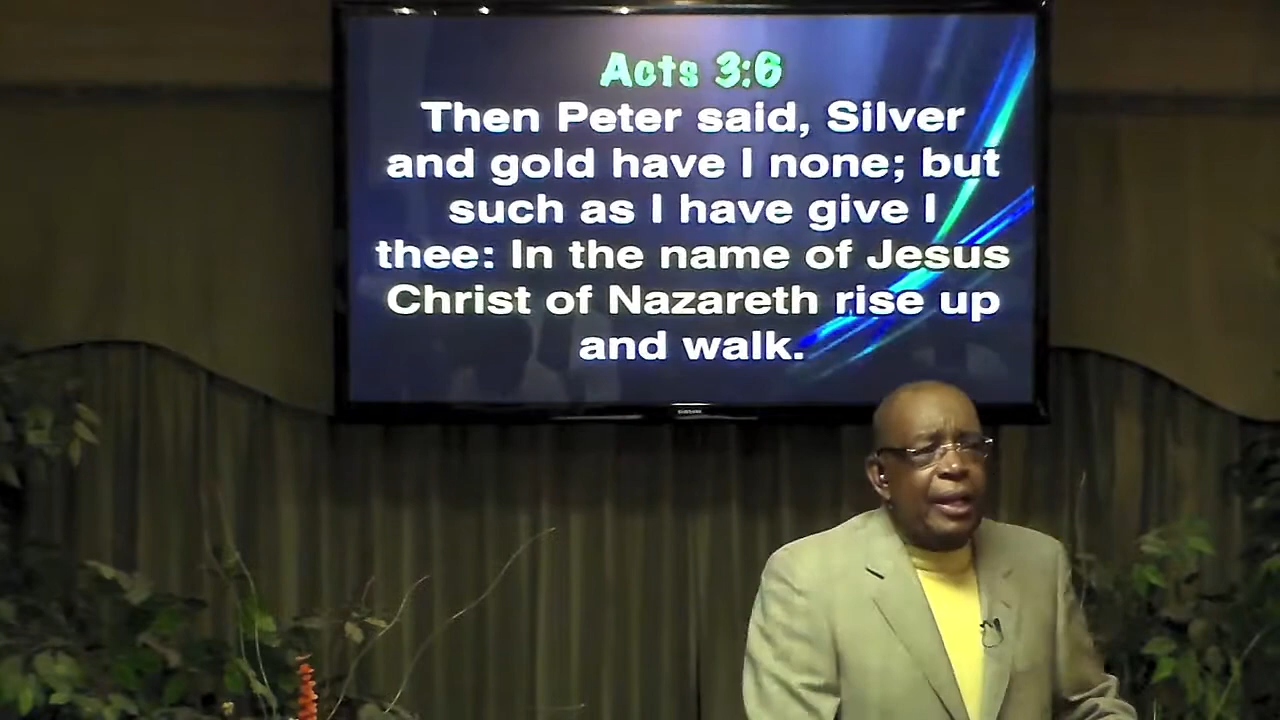 Acts 3:6
Then Peter said, Silver
and gold have I none; but
such as I have give I
thee: In the name of Jesus
Christ of Nazareth rise up
and walk.
SAMSUNG